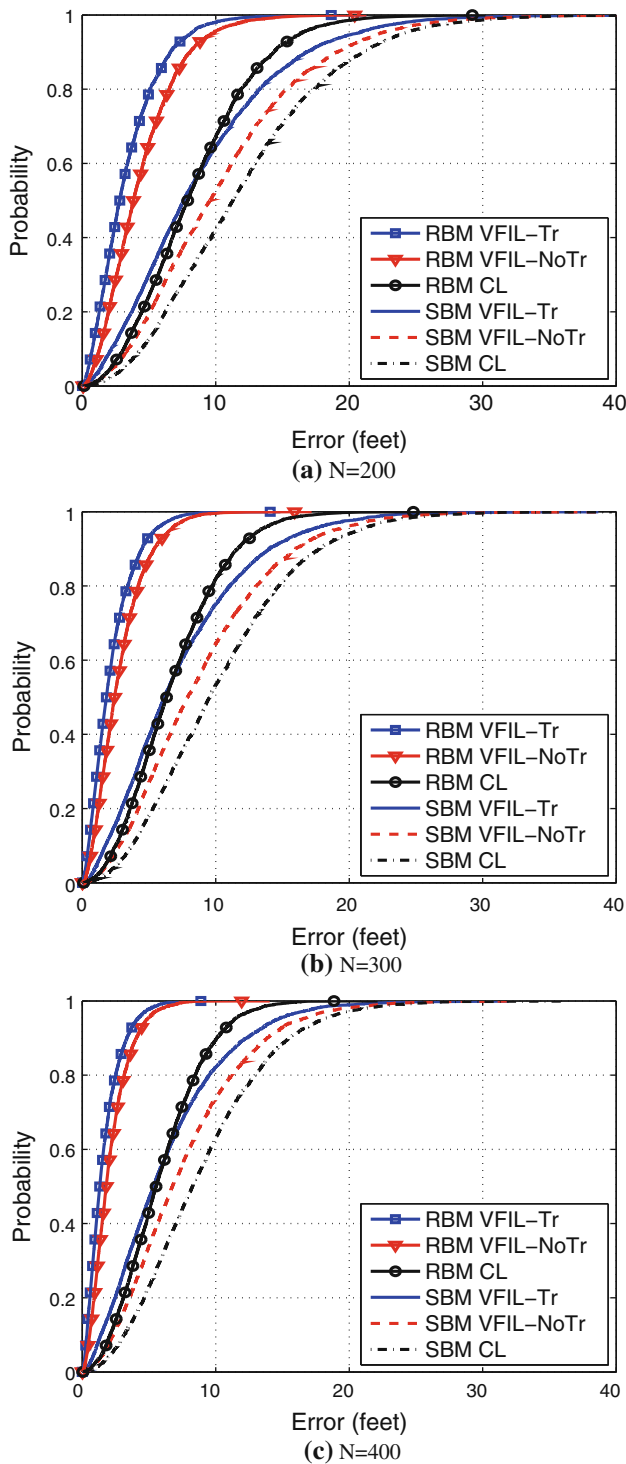 1
0.8
0.6
0.4
0.2
0
Probability
RBM VFIL−Tr
RBM VFIL−NoTr
RBM CL
SBM VFIL−Tr
SBM VFIL−NoTr
SBM CL
0 10 20 30 40
Error (feet)
(a) N=200
1
0.8
0.6
0.4
0.2
0
Probability
RBM VFIL−Tr
RBM VFIL−NoTr
RBM CL
SBM VFIL−Tr
SBM VFIL−NoTr
SBM CL
0 10 20 30 40
Error (feet)
(b) N=300
1
0.8
0.6
0.4
0.2
0
Probability
RBM VFIL−Tr
RBM VFIL−NoTr
RBM CL
SBM VFIL−Tr
SBM VFIL−NoTr
SBM CL
0 10 20 30 40
Error (feet)
(c) N=400